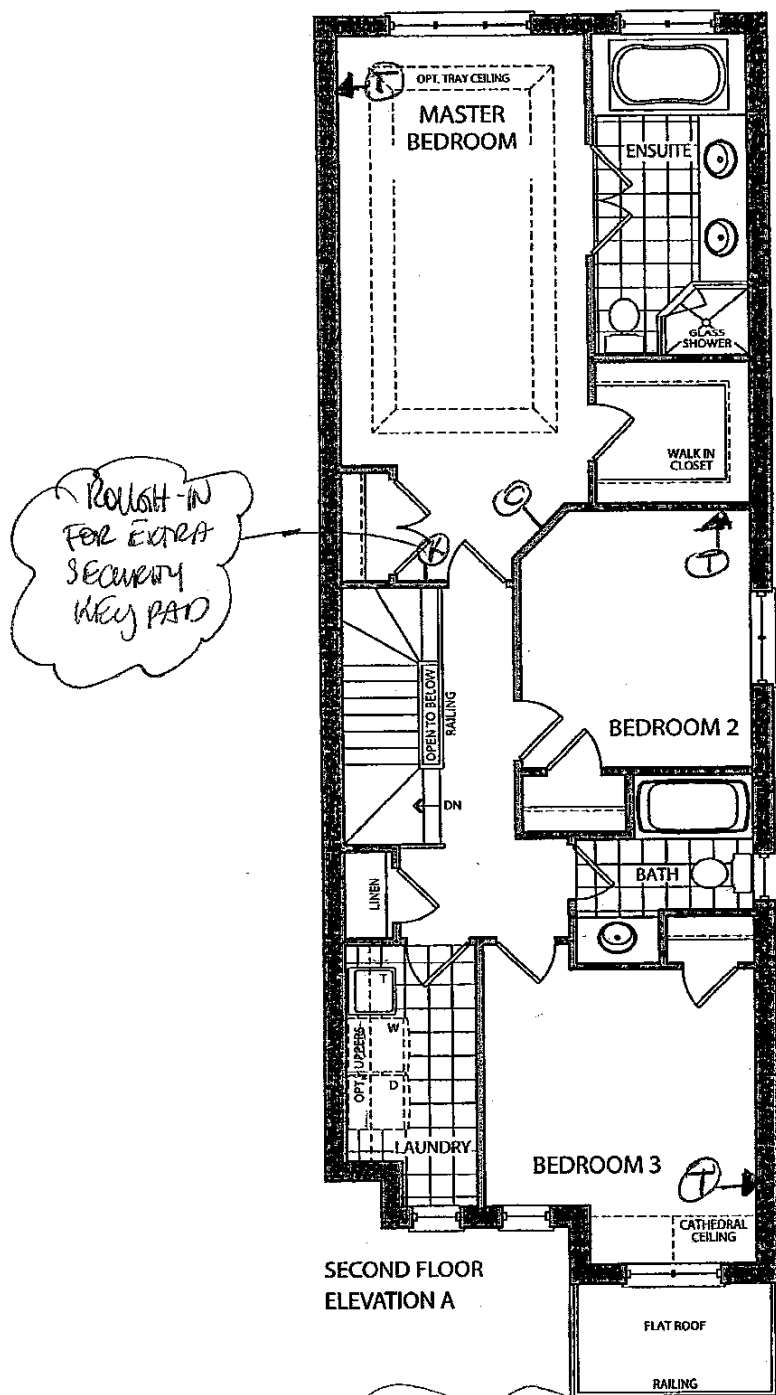 T
OPT. TRAY CEILING
MASTER
BEDROOM
ENSUITE
GLASS
SHOWER
WALK IN
CLOSET
ROUGH-IN
FOR EXTRA
SECURITY
KEY PAD
C
K
T
OPEN TO BELOW
RAILING
BEDROOM 2
DN
LINEN
BATH
T
W
OPT. UPPERS
D
LAUNDRY
BEDROOM 3
T
CATHEDRAL
CEILING
SECOND FLOOR
ELEVATION A
FLAT ROOF
RAILING